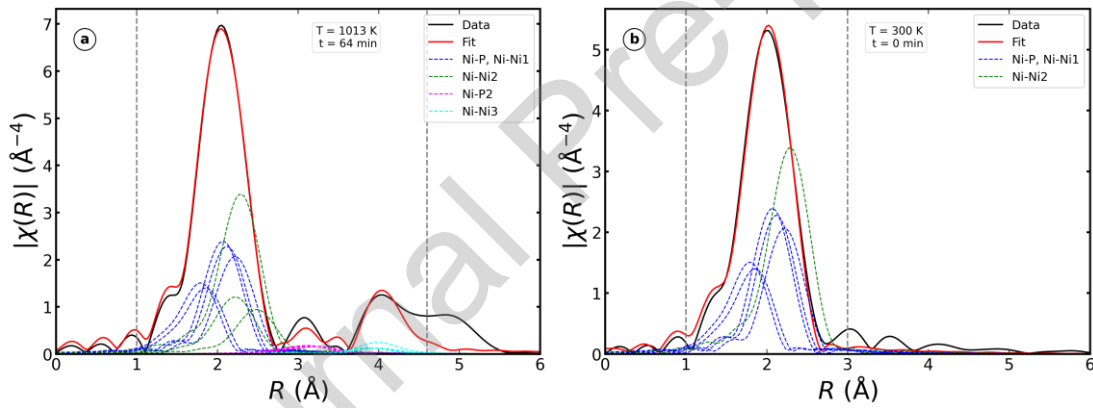 a
T = 1013 K
t = 64 min
Data
Fit
Ni-P, Ni-Ni1
Ni-Ni2
Ni-P2
Ni-Ni3
|χ(R)| (Å⁻⁴)
7
6
5
4
3
2
1
0
0 1 2 3 4 5 6
R (Å)
b
T = 300 K
t = 0 min
Data
Fit
Ni-P, Ni-Ni1
Ni-Ni2
|χ(R)| (Å⁻⁴)
5
4
3
2
1
0
0 1 2 3 4 5 6
R (Å)